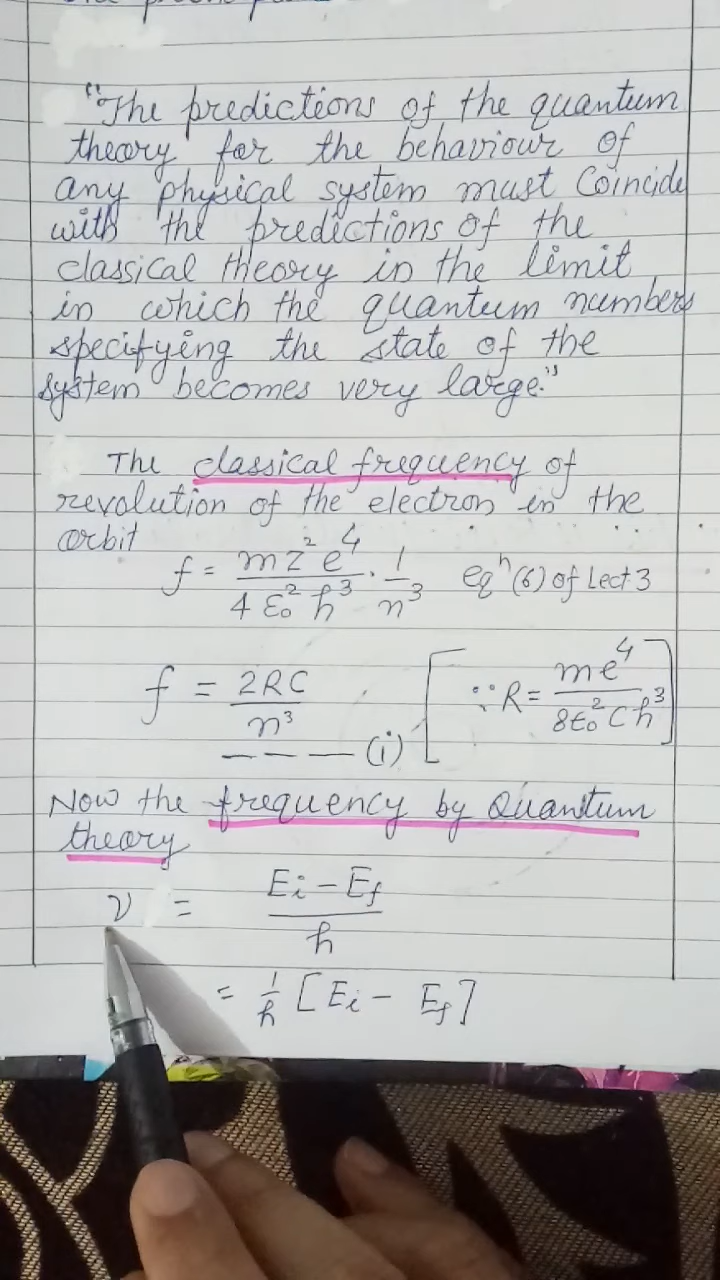 "The predictions of the quantum
theory for the behaviour of
any physical system must Coincide
with the predictions of the
classical theory in the limit
in which the quantum numbers
specifying the state of the
system becomes very large."
The classical frequency of
revolution of the electron in the
orbit
f = mz²e⁴/4ε₀²h³ · 1/n³ eqⁿ(6) of Lect 3
f = 2RC/n³ [∵R = me⁴/8ε₀²Ch³]
— — — (i)
Now the frequency by Quantum
theory
ν = Ei − Ef/h
= 1/h [Ei − Ef]